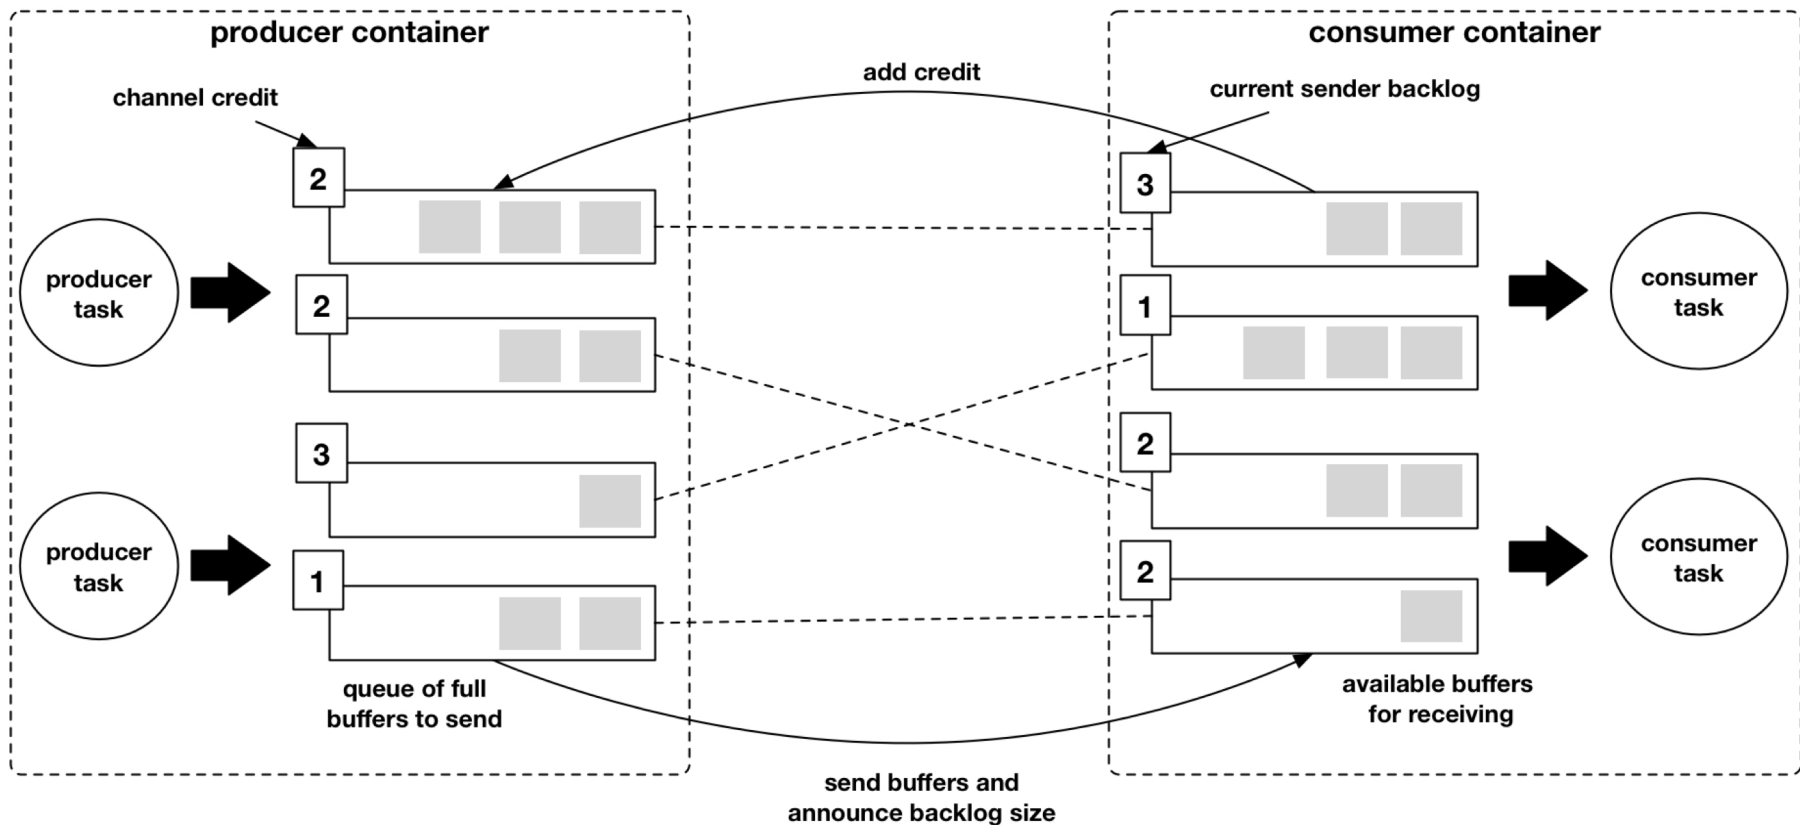 producer container
consumer container
add credit
channel credit
current sender backlog
2
3
producer
task
2
1
consumer
task
3
2
producer
task
1
2
consumer
task
queue of full
buffers to send
available buffers
for receiving
send buffers and
announce backlog size